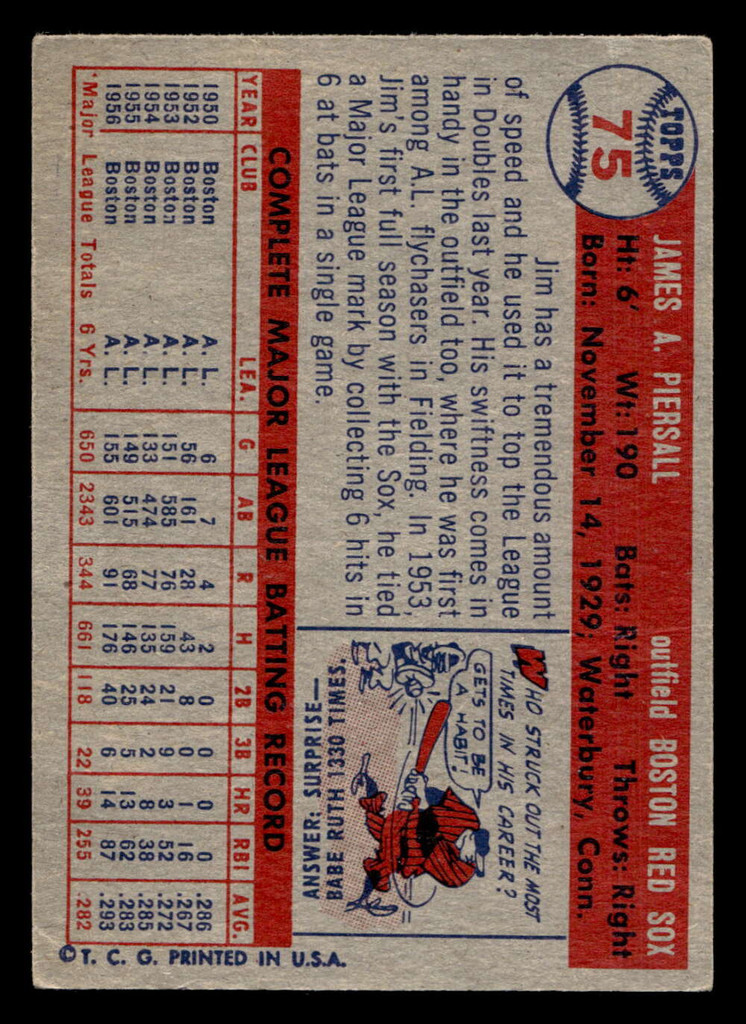 TOPPS
75
JAMES A. PIERSALL outfield BOSTON RED SOX
Ht: 6' Wt: 190 Bats: Right Throws: Right
Born: November 14, 1929; Waterbury, Conn.
Jim has a tremendous amount
of speed and he used it to top the League
in Doubles last year. His swiftness comes in
handy in the outfield too, where he was first
among A.L. flychasers in Fielding. In 1953,
Jim's first full season with the Sox, he tied
a Major League mark by collecting 6 hits in
6 at bats in a single game.
WHO STRUCK OUT THE MOST
TIMES IN HIS CAREER?
GETS TO BE
A HABIT!
ANSWER: SURPRISE—
BABE RUTH 1330 TIMES.
COMPLETE MAJOR LEAGUE BATTING RECORD
YEAR CLUB LEA. G AB R H 2B 3B HR RBI AVG.
1950 Boston A. L. 6 7 4 2 0 0 0 0 .286
1952 Boston A. L. 56 161 28 43 8 0 1 16 .267
1953 Boston A. L. 151 585 76 159 21 9 3 52 .272
1954 Boston A. L. 133 474 77 135 24 2 8 38 .285
1955 Boston A. L. 149 515 68 146 25 5 13 62 .283
1956 Boston A. L. 155 601 91 176 40 6 14 87 .293
*Major League Totals 6 Yrs. 650 2343 344 661 118 22 39 255 .282
© T. C. G. PRINTED IN U.S.A.